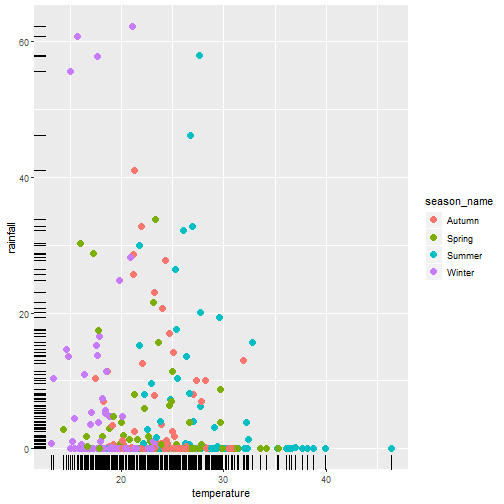 60
40
20
0
rainfall
20
30
40
temperature
season_name
Autumn
Spring
Summer
Winter